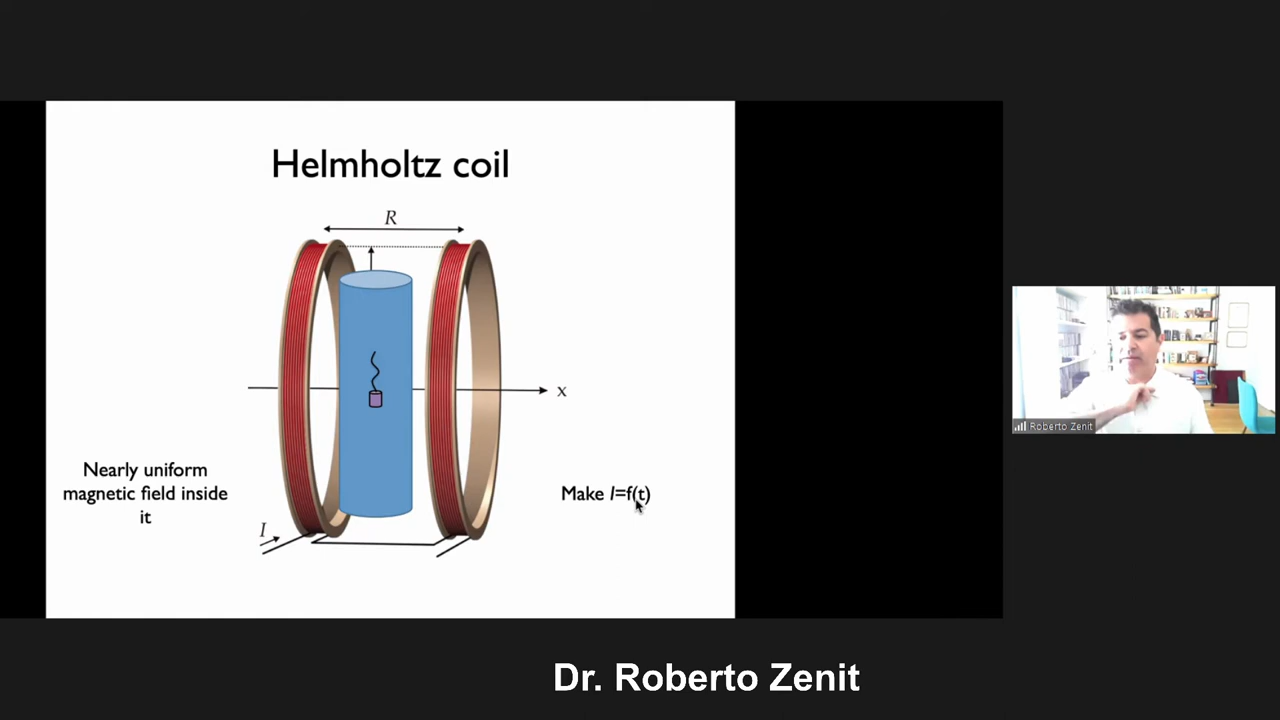 Helmholtz coil
R
x
Nearly uniform
magnetic field inside
it
I
Make I=f(t)
Roberto Zenit
Dr. Roberto Zenit